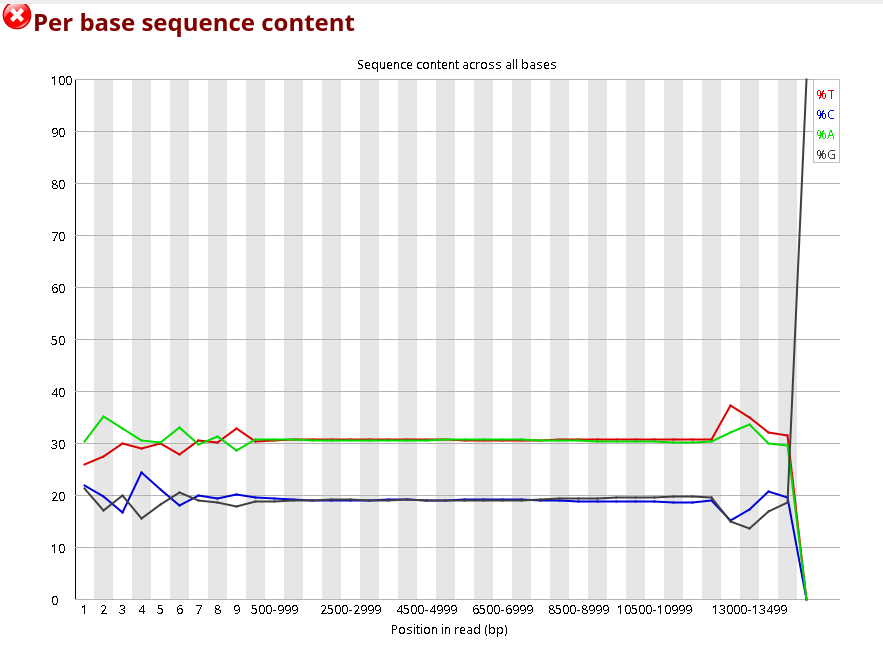 Per base sequence content
Sequence content across all bases
100
90
80
70
60
50
40
30
20
10
0
%T
%C
%A
%G
1 2 3 4 5 6 7 8 9 500-999 2500-2999 4500-4999 6500-6999 8500-8999 10500-10999 13000-13499
Position in read (bp)